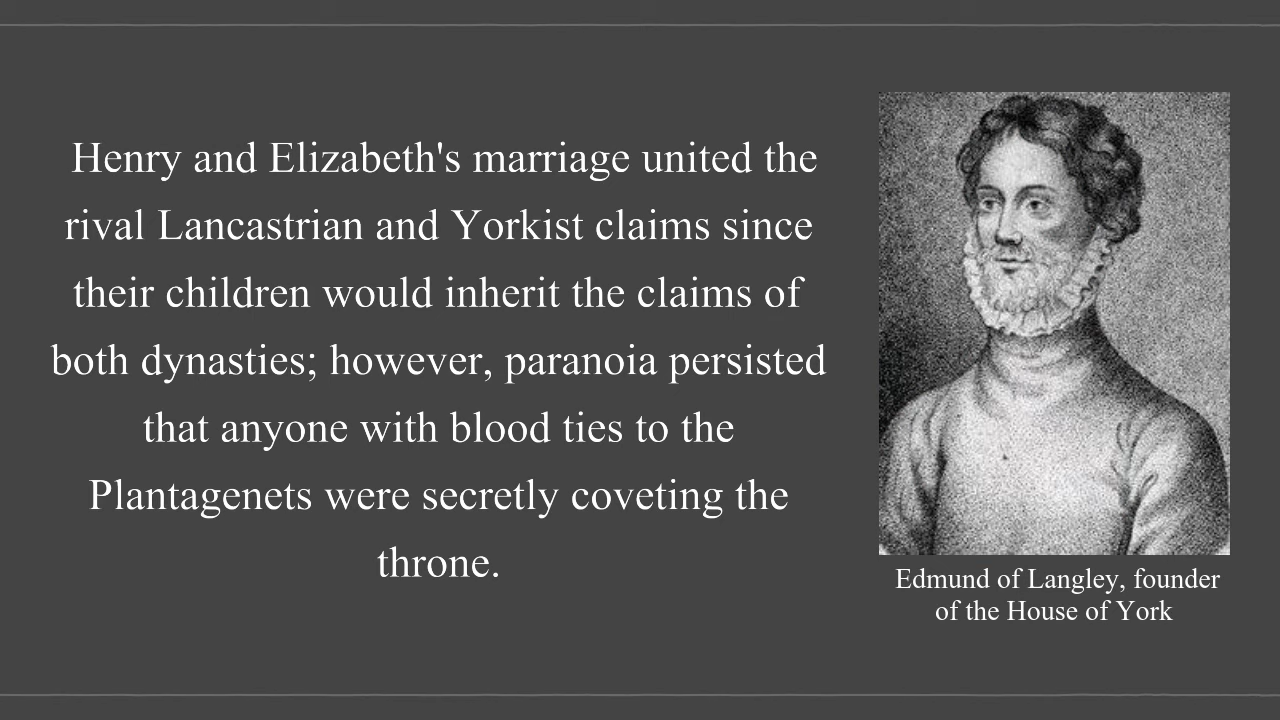 Henry and Elizabeth's marriage united the
rival Lancastrian and Yorkist claims since
their children would inherit the claims of
both dynasties; however, paranoia persisted
that anyone with blood ties to the
Plantagenets were secretly coveting the
throne.
Edmund of Langley, founder
of the House of York